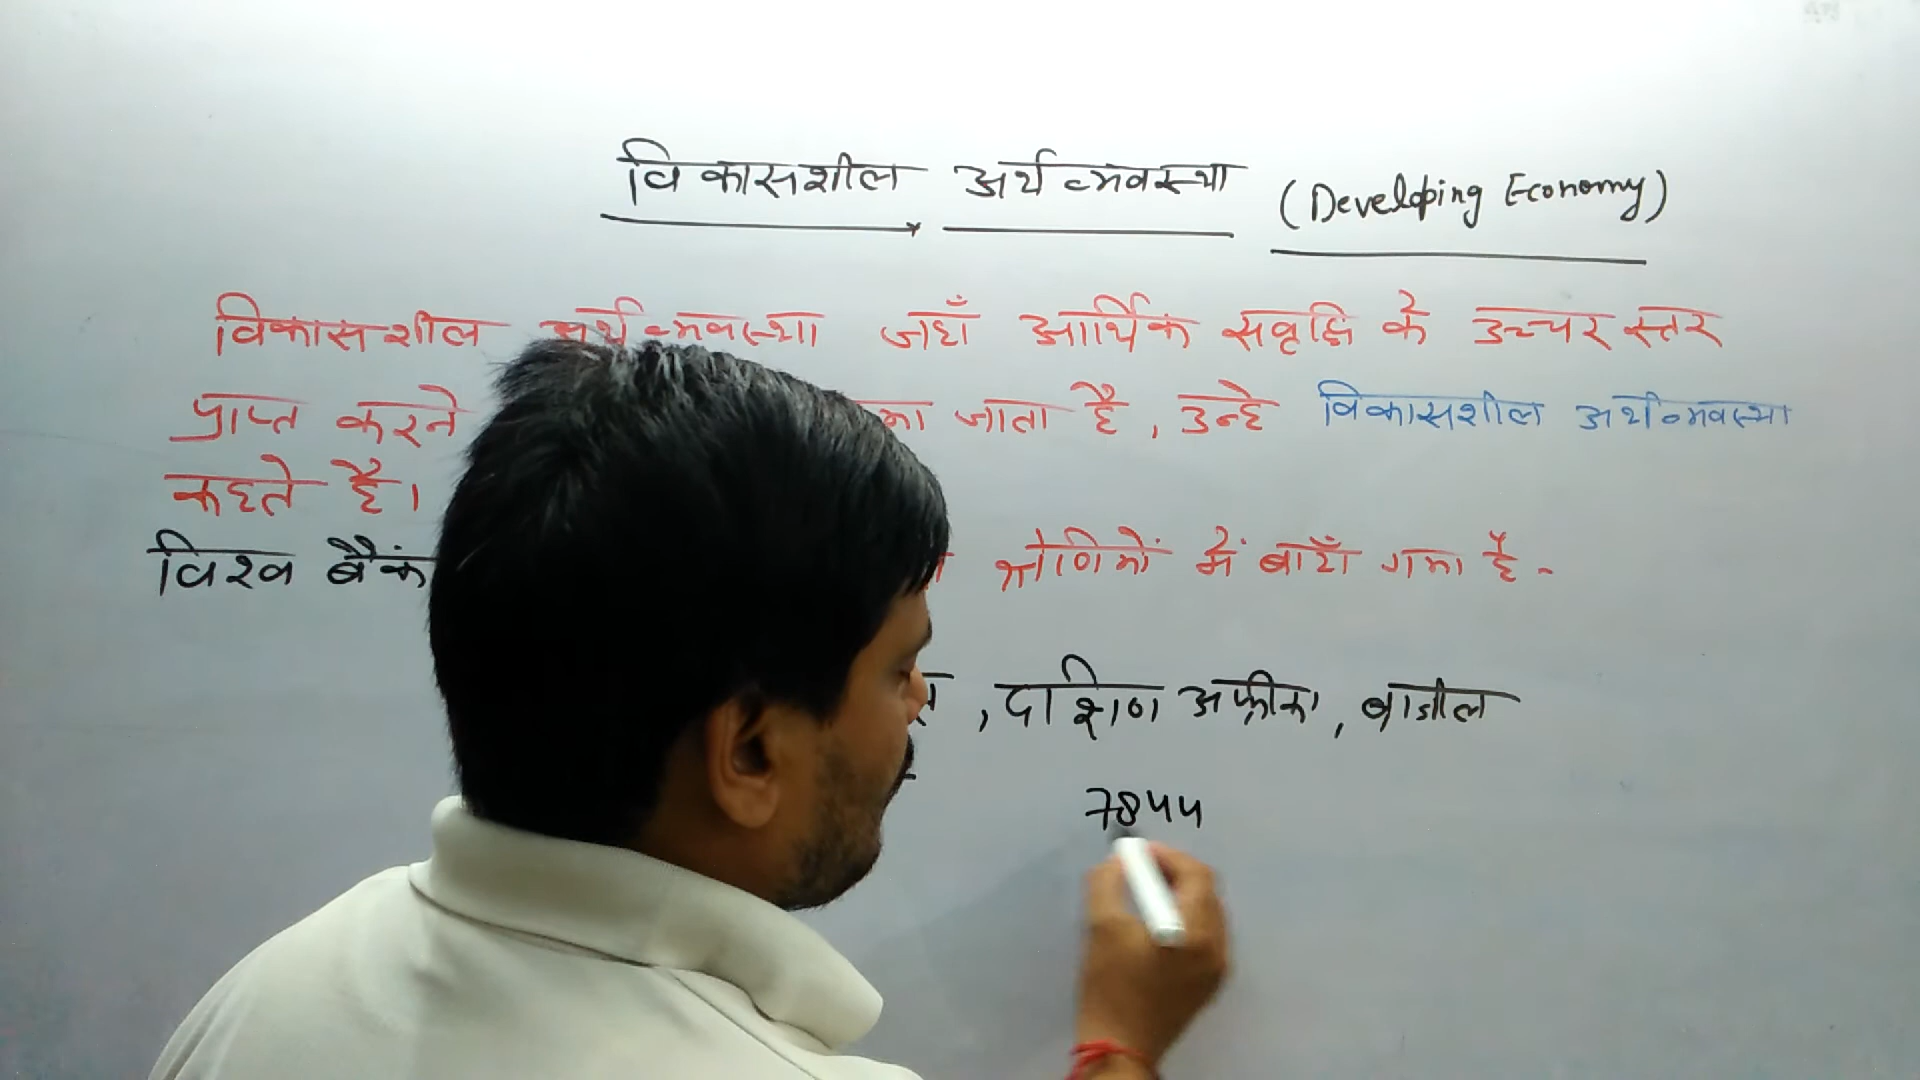 विकासशील अर्थव्यवस्था (Developing Economy)
विकासशील अर्थव्यवस्था जहाँ आर्थिक सवृद्धि के उच्चर स्तर
प्राप्त करने का जाता है, उन्हे विकासशील अर्थव्यवस्था
कहते है।
विश्व बैंक श्रेणियों में बाटाँ गया है -
, दक्षिण अफ्रीका, ब्राजील
7844